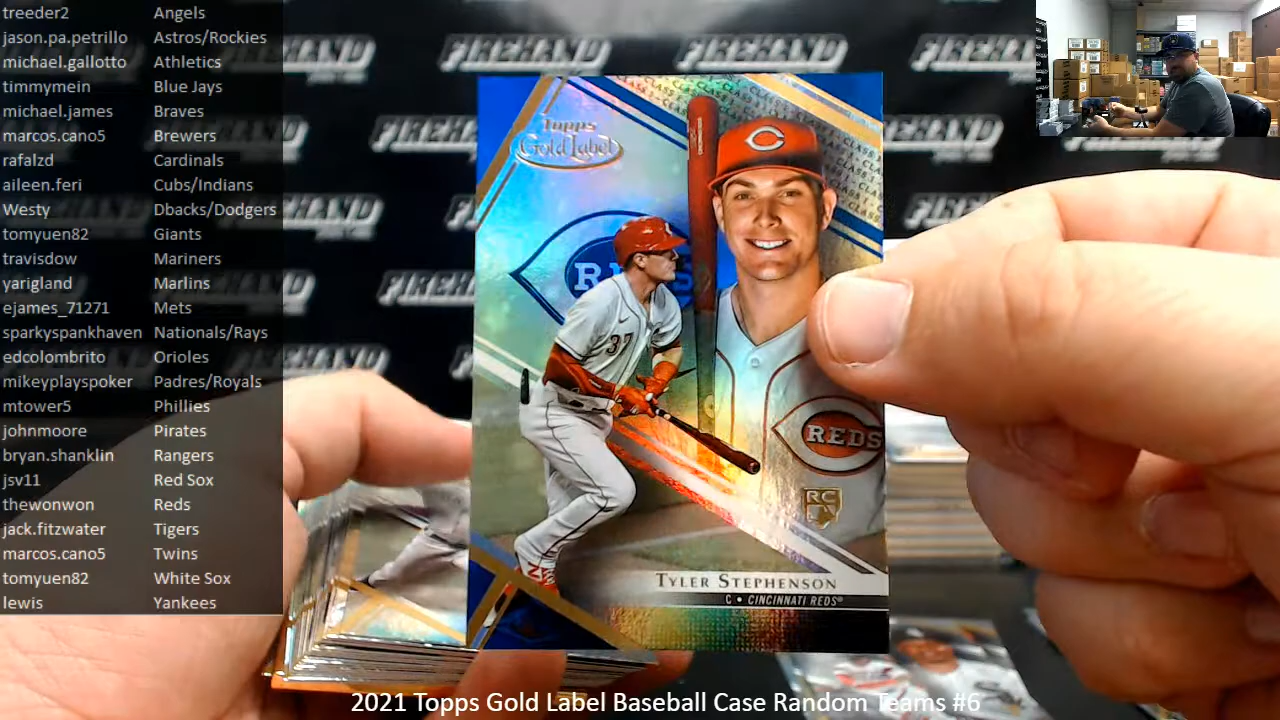 treeder2 Angels
jason.pa.petrillo Astros/Rockies
michael.gallotto Athletics
timmymein Blue Jays
michael.james Braves
marcos.cano5 Brewers
rafalzd Cardinals
aileen.feri Cubs/Indians
Westy Dbacks/Dodgers
tomyuen82 Giants
travisdow Mariners
yarigland Marlins
ejames_71271 Mets
sparkyspankhaven Nationals/Rays
edcolombrito Orioles
mikeyplayspoker Padres/Royals
mtower5 Phillies
johnmoore Pirates
bryan.shanklin Rangers
jsv11 Red Sox
thewonwon Reds
jack.fitzwater Tigers
marcos.cano5 Twins
tomyuen82 White Sox
lewis Yankees
FIREHAND FIREHAND FIREHAND
Topps
Gold Label
CLASS 1
C
37
REDS
RC
TYLER STEPHENSON
C • CINCINNATI REDS®
2021 Topps Gold Label Baseball Case Random Teams #6